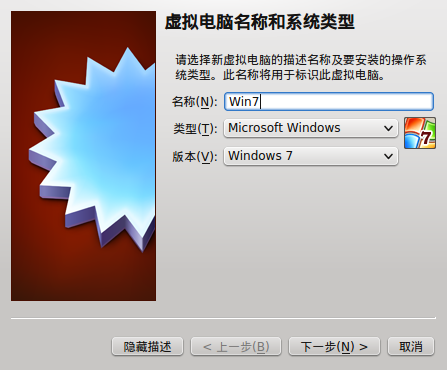 虚拟电脑名称和系统类型
请选择新虚拟电脑的描述名称及要安装的操作系
统类型。此名称将用于标识此虚拟电脑。
名称(N): Win7
类型(T): Microsoft Windows
7
版本(V): Windows 7
隐藏描述 < 上一步(B) 下一步(N) > 取消